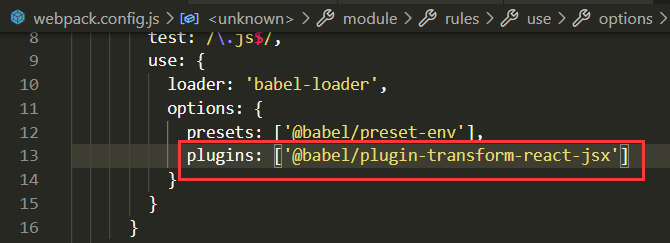 webpack.config.js > <unknown> > module > rules > use > options >
8 test: /\.js$/,
9 use: {
10 loader: 'babel-loader',
11 options: {
12 presets: ['@babel/preset-env'],
13 plugins: ['@babel/plugin-transform-react-jsx']
14 }
15 }
16 }